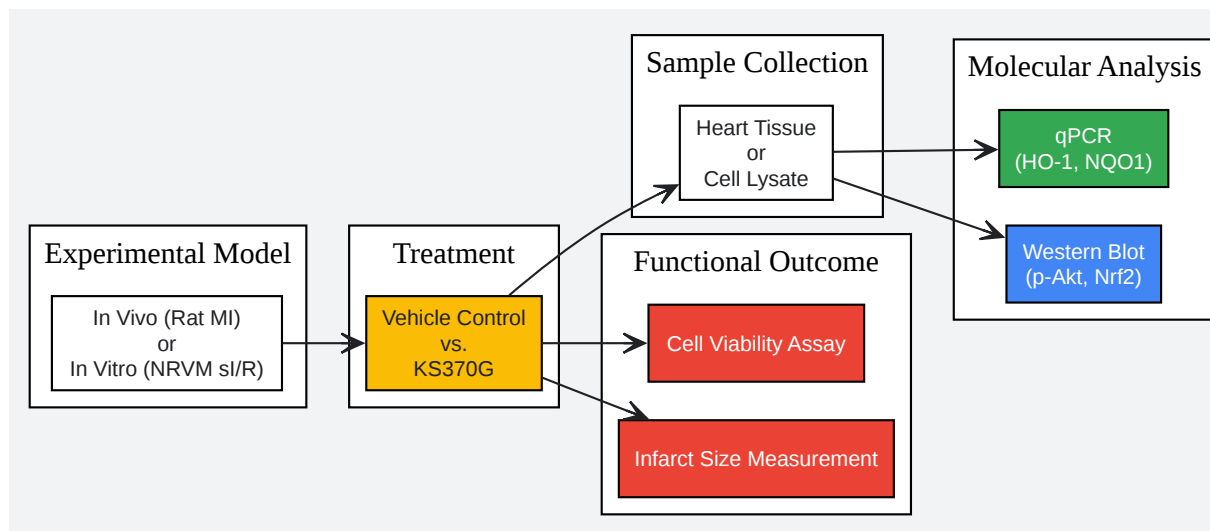 Experimental Model
In Vivo (Rat MI)
or
In Vitro (NRVM sI/R)
Treatment
Vehicle Control
vs.
KS370G
Sample Collection
Heart Tissue
or
Cell Lysate
Functional Outcome
Cell Viability Assay
Infarct Size Measurement
Molecular Analysis
qPCR
(HO-1, NQO1)
Western Blot
(p-Akt, Nrf2)